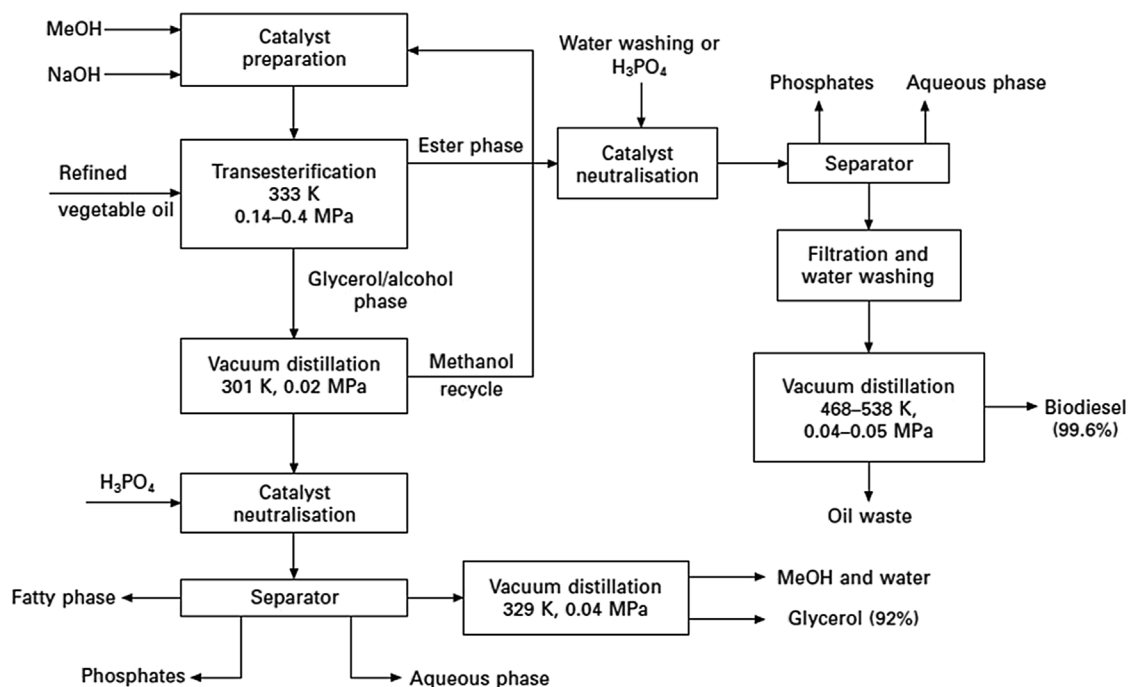 MeOH
NaOH
Catalyst
preparation
Water washing or
H₃PO₄
Phosphates
Aqueous phase
Refined
vegetable oil
Transesterification
333 K
0.14–0.4 MPa
Ester phase
Catalyst
neutralisation
Separator
Glycerol/alcohol
phase
Filtration and
water washing
Vacuum distillation
301 K, 0.02 MPa
Methanol
recycle
Vacuum distillation
468–538 K,
0.04–0.05 MPa
Biodiesel
(99.6%)
H₃PO₄
Catalyst
neutralisation
Oil waste
Fatty phase
Separator
Vacuum distillation
329 K, 0.04 MPa
MeOH and water
Glycerol (92%)
Phosphates
Aqueous phase